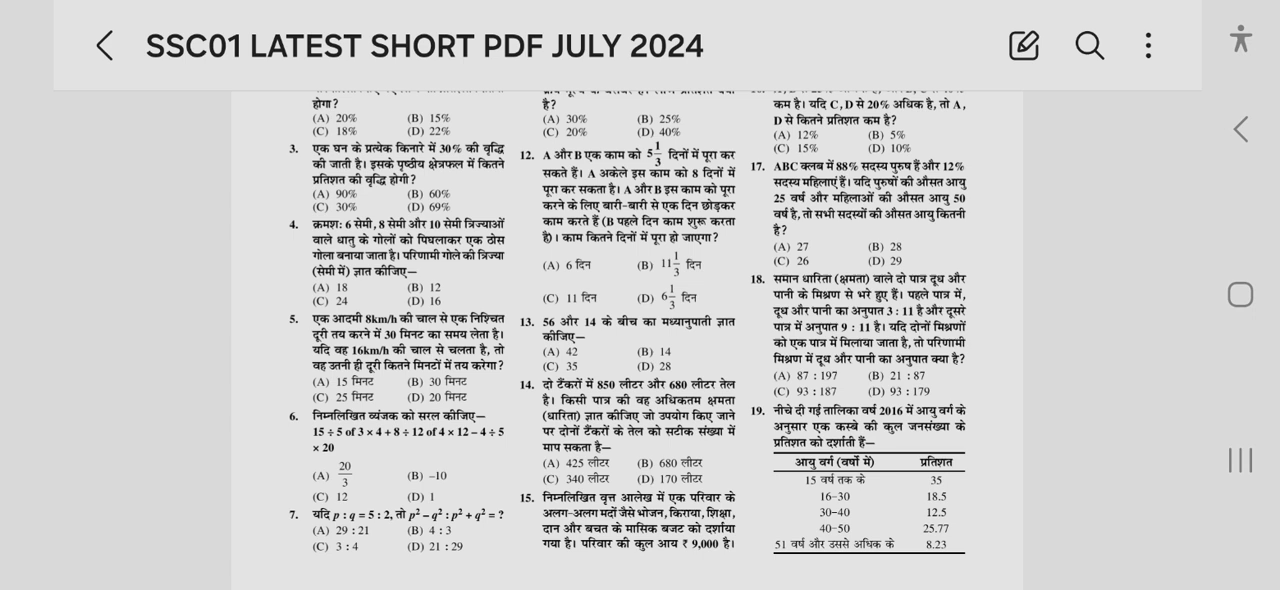 SSC01 LATEST SHORT PDF JULY 2024
होगा?
(A) 20% (B) 15%
(C) 18% (D) 22%
3. एक घन के प्रत्येक किनारे में 30% की वृद्धि
की जाती है। इसके पृष्ठीय क्षेत्रफल में कितने
प्रतिशत की वृद्धि होगी?
(A) 90% (B) 60%
(C) 30% (D) 69%
4. क्रमश: 6 सेमी, 8 सेमी और 10 सेमी त्रिज्याओं
वाले धातु के गोलों को पिघलाकर एक ठोस
गोला बनाया जाता है। परिणामी गोले की त्रिज्या
(सेमी में) ज्ञात कीजिए—
(A) 18 (B) 12
(C) 24 (D) 16
5. एक आदमी 8km/h की चाल से एक निश्चित
दूरी तय करने में 30 मिनट का समय लेता है।
यदि वह 16km/h की चाल से चलता है, तो
वह उतनी ही दूरी कितने मिनटों में तय करेगा?
(A) 15 मिनट (B) 30 मिनट
(C) 25 मिनट (D) 20 मिनट
6. निम्नलिखित व्यंजक को सरल कीजिए—
15 ÷ 5 of 3 × 4 + 8 ÷ 12 of 4 × 12 – 4 ÷ 5
× 20
(A) 20/3 (B) –10
(C) 12 (D) 1
7. यदि p : q = 5 : 2, तो p² – q² : p² + q² = ?
(A) 29 : 21 (B) 4 : 3
(C) 3 : 4 (D) 21 : 29
है?
(A) 30% (B) 25%
(C) 20% (D) 40%
12. A और B एक काम को 5 1/3 दिनों में पूरा कर
सकते हैं। A अकेले इस काम को 8 दिनों में
पूरा कर सकता है। A और B इस काम को पूरा
करने के लिए बारी-बारी से एक दिन छोड़कर
काम करते हैं (B पहले दिन काम शुरू करता
है)। काम कितने दिनों में पूरा हो जाएगा?
(A) 6 दिन (B) 11 1/3 दिन
(C) 11 दिन (D) 6 1/3 दिन
13. 56 और 14 के बीच का मध्यानुपाती ज्ञात
कीजिए—
(A) 42 (B) 14
(C) 35 (D) 28
14. दो टैंकरों में 850 लीटर और 680 लीटर तेल
है। किसी पात्र की वह अधिकतम क्षमता
(धारिता) ज्ञात कीजिए जो उपयोग किए जाने
पर दोनों टैंकरों के तेल को सटीक संख्या में
माप सकता है—
(A) 425 लीटर (B) 680 लीटर
(C) 340 लीटर (D) 170 लीटर
15. निम्नलिखित वृत्त आलेख में एक परिवार के
अलग-अलग मदों जैसे भोजन, किराया, शिक्षा,
दान और बचत के मासिक बजट को दर्शाया
गया है। परिवार की कुल आय ₹ 9,000 है।
कम है। यदि C, D से 20% अधिक है, तो A,
D से कितने प्रतिशत कम है?
(A) 12% (B) 5%
(C) 15% (D) 10%
17. ABC क्लब में 88% सदस्य पुरुष हैं और 12%
सदस्य महिलाएं हैं। यदि पुरुषों की औसत आयु
25 वर्ष और महिलाओं की औसत आयु 50
वर्ष है, तो सभी सदस्यों की औसत आयु कितनी
है?
(A) 27 (B) 28
(C) 26 (D) 29
18. समान धारिता (क्षमता) वाले दो पात्र दूध और
पानी के मिश्रण से भरे हुए हैं। पहले पात्र में,
दूध और पानी का अनुपात 3 : 11 है और दूसरे
पात्र में अनुपात 9 : 11 है। यदि दोनों मिश्रणों
को एक पात्र में मिलाया जाता है, तो परिणामी
मिश्रण में दूध और पानी का अनुपात क्या है?
(A) 87 : 197 (B) 21 : 87
(C) 93 : 187 (D) 93 : 179
19. नीचे दी गई तालिका वर्ष 2016 में आयु वर्ग के
अनुसार एक कस्बे की कुल जनसंख्या के
प्रतिशत को दर्शाती हैं—
आयु वर्ग (वर्षों में) प्रतिशत
15 वर्ष तक के 35
16-30 18.5
30-40 12.5
40-50 25.77
51 वर्ष और उससे अधिक के 8.23